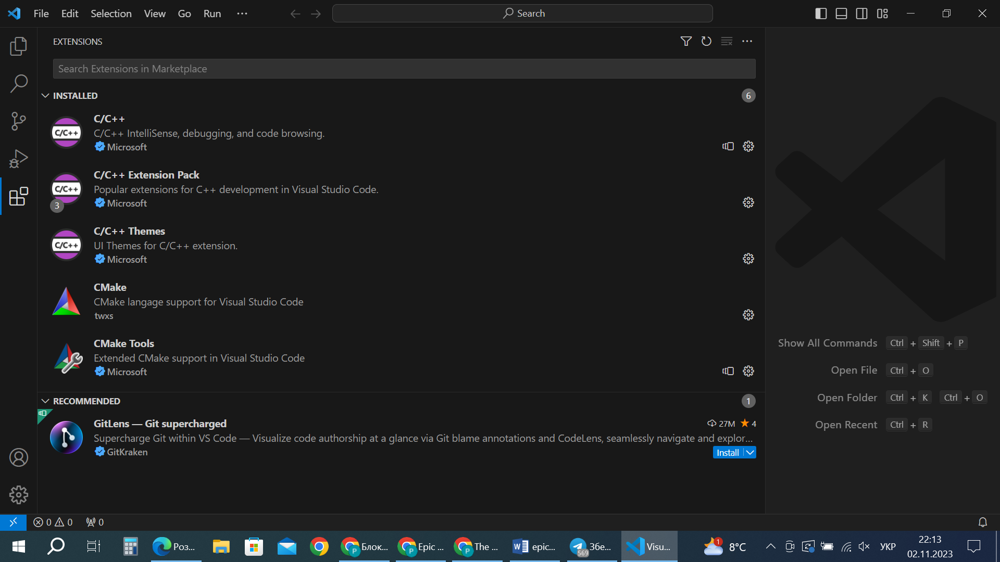 File Edit Selection View Go Run ···
Search
EXTENSIONS
Search Extensions in Marketplace
INSTALLED 6
C/C++
C/C++
C/C++ IntelliSense, debugging, and code browsing.
Microsoft
C/C++
3
C/C++ Extension Pack
Popular extensions for C++ development in Visual Studio Code.
Microsoft
C/C++
C/C++ Themes
UI Themes for C/C++ extension.
Microsoft
CMake
CMake langage support for Visual Studio Code
twxs
CMake Tools
Extended CMake support in Visual Studio Code
Microsoft
RECOMMENDED 1
GitLens — Git supercharged 27M ★ 4
Supercharge Git within VS Code — Visualize code authorship at a glance via Git blame annotations and CodeLens, seamlessly navigate and explor...
GitKraken Install
Show All Commands Ctrl + Shift + P
Open File Ctrl + O
Open Folder Ctrl + K Ctrl + O
Open Recent Ctrl + R
0 0 0
Роз...
P Блок...
P Epic ...
P The ...
W epic...
569 Збе...
Visu...
1 8°C
УКР
22:13
02.11.2023